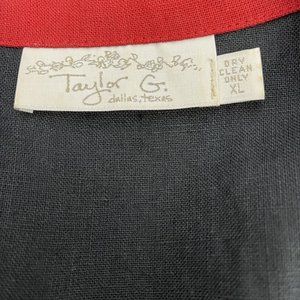 Taylor G.
dallas, texas
DRY
CLEAN
ONLY
XL